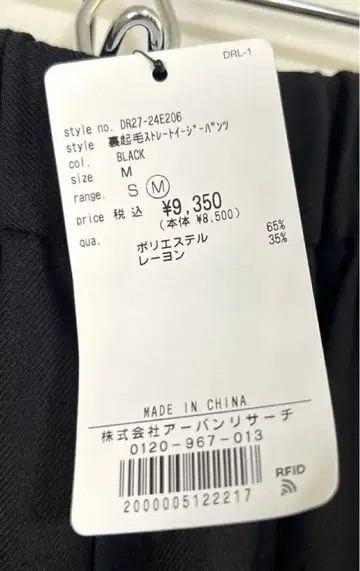 DRL-1
style no. DR27-24E206
style 裏起毛ストレートイージーパンツ
col. BLACK
size M
range. S M
price 税込 ¥9,350
(本体 ¥8,500)
qua. ポリエステル 65%
レーヨン 35%
MADE IN CHINA
株式会社アーバンリサーチ
0120-967-013
RFID
2000005122217